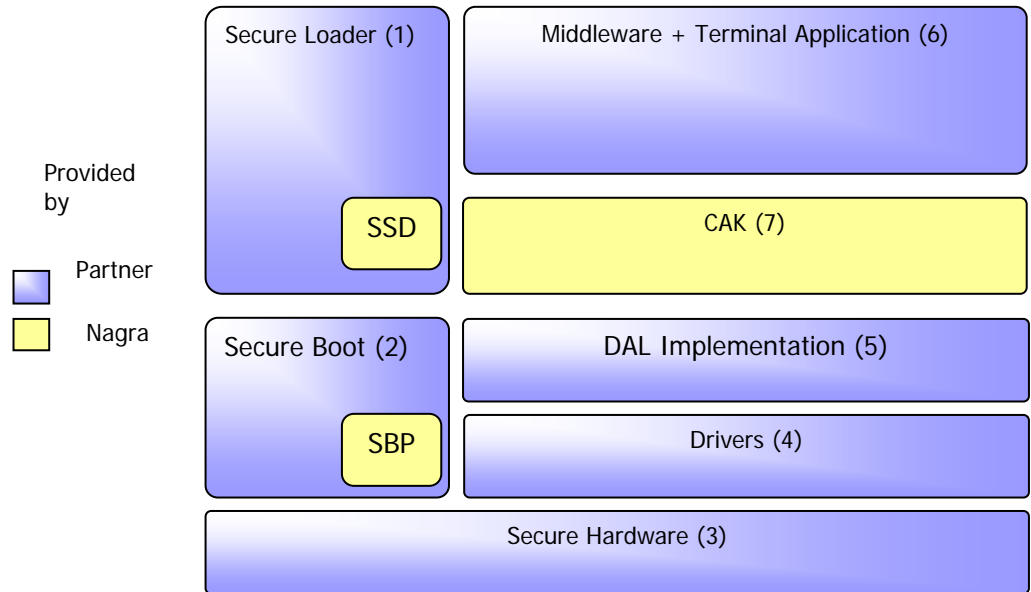 Secure Loader (1)
Middleware + Terminal Application (6)
Provided
by
SSD
CAK (7)
Partner
Nagra
Secure Boot (2)
DAL Implementation (5)
SBP
Drivers (4)
Secure Hardware (3)